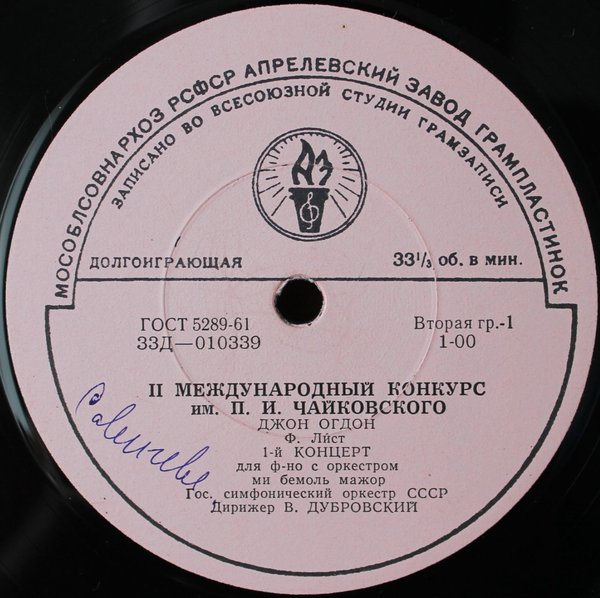 МОСОБЛСОВНАРХОЗ РСФСР АПРЕЛЕВСКИЙ ЗАВОД ГРАМПЛАСТИНОК
ЗАПИСАНО ВО ВСЕСОЮЗНОЙ СТУДИИ ГРАМЗАПИСИ
АЗ
ДОЛГОИГРАЮЩАЯ 33⅓ об. в мин.
ГОСТ 5289-61 Вторая гр.-1
33Д—010339 1-00
II МЕЖДУНАРОДНЫЙ КОНКУРС
им. П. И. ЧАЙКОВСКОГО
ДЖОН ОГДОН
Ф. Лист
1-й КОНЦЕРТ
для ф-но с оркестром
ми бемоль мажор
Гос. симфонический оркестр СССР
Дирижер В. ДУБРОВСКИЙ